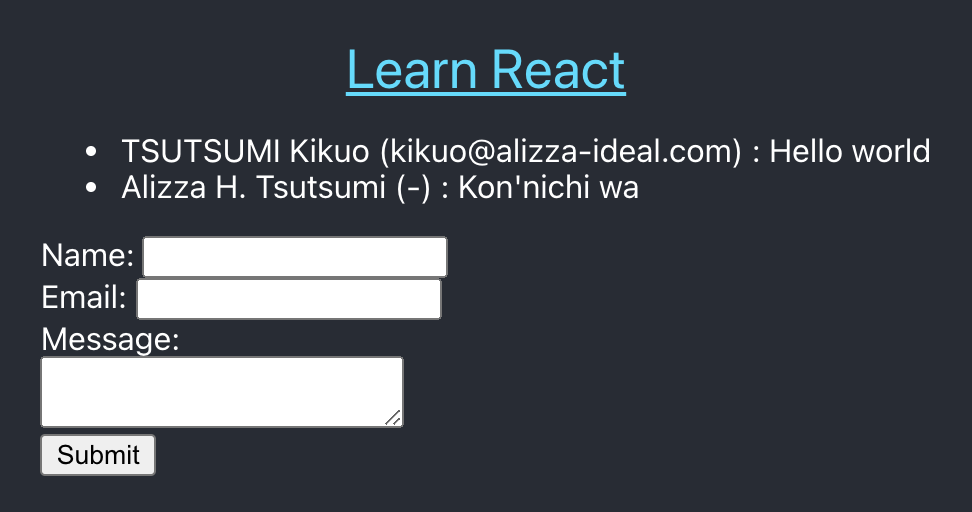 Learn React
• TSUTSUMI Kikuo (kikuo@alizza-ideal.com) : Hello world
• Alizza H. Tsutsumi (-) : Kon'nichi wa
Name:
Email:
Message:
Submit